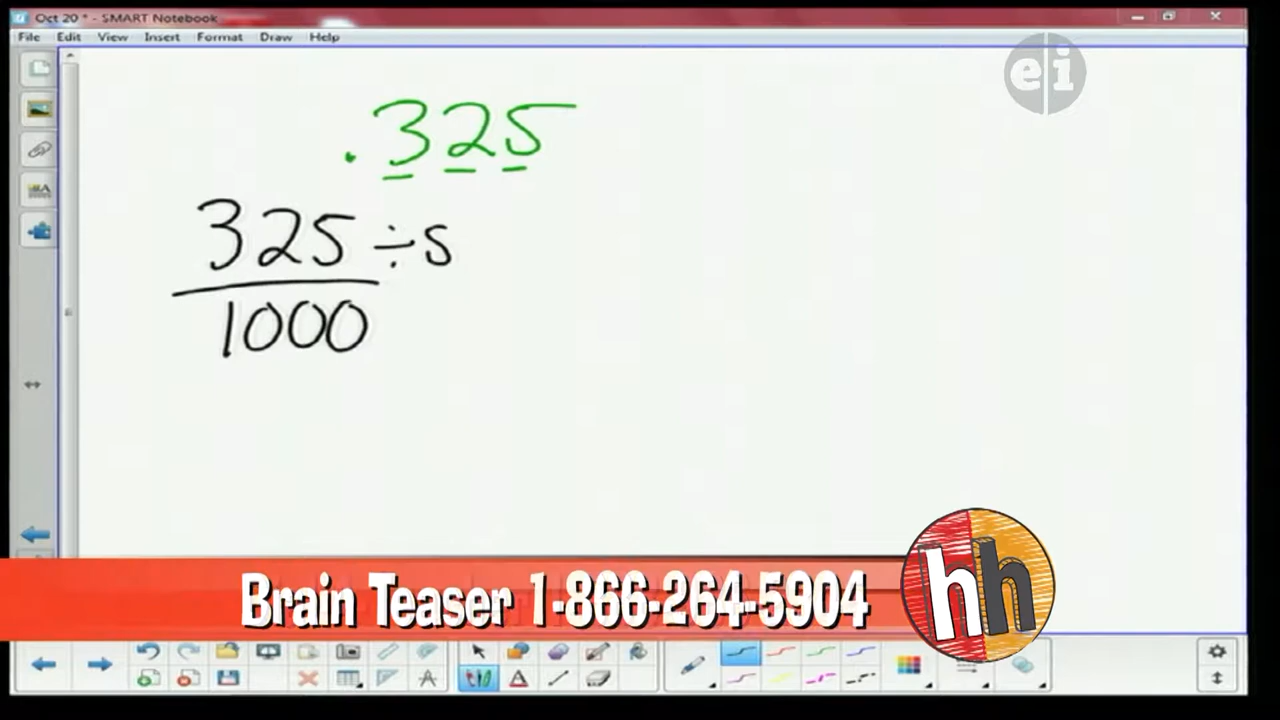 Oct 20 * - SMART Notebook
File Edit View Insert Format Draw Help
ei
.325
325 ÷ 5
1000
Brain Teaser 1-866-264-5904
hh